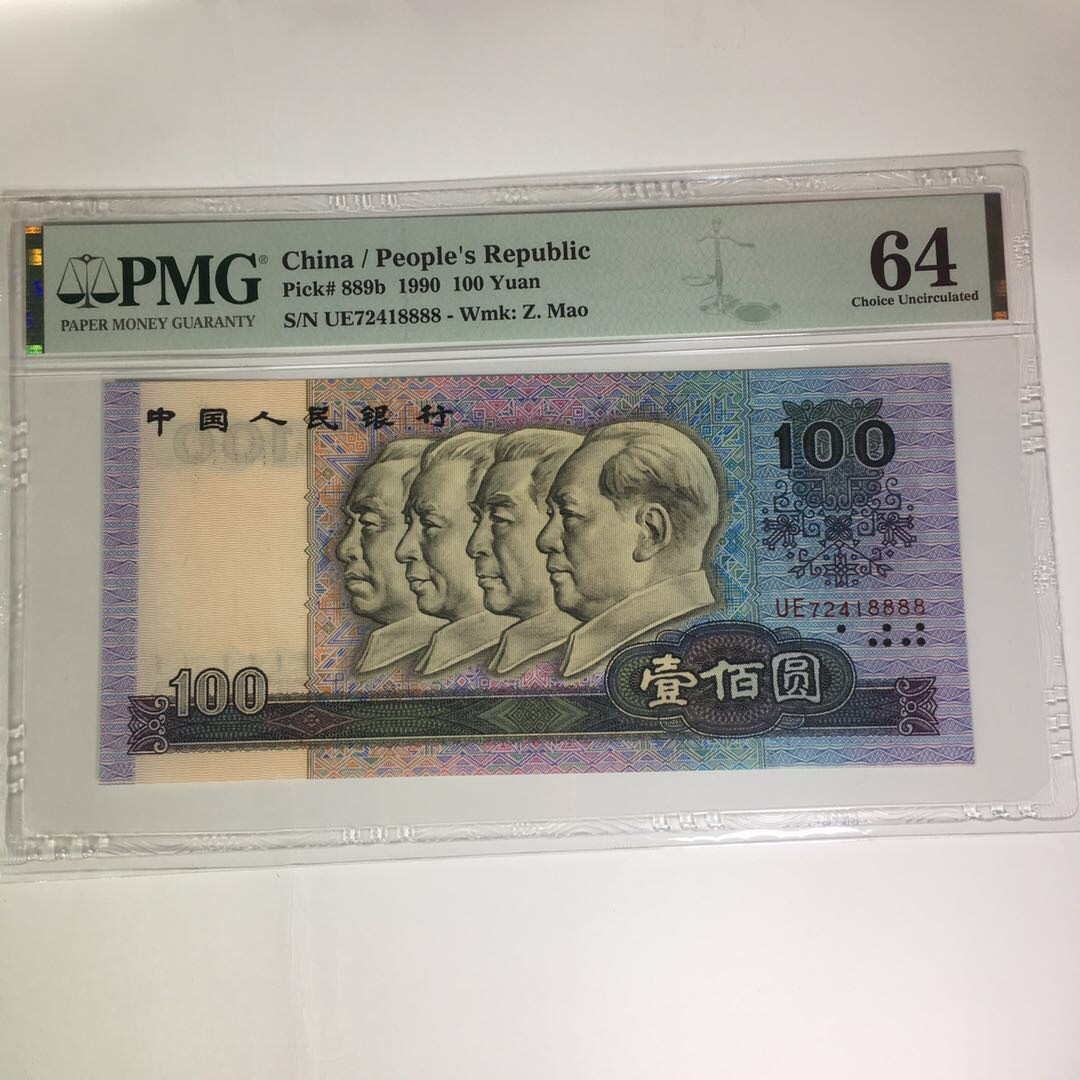 PMG®
PAPER MONEY GUARANTY
China / People's Republic
Pick# 889b 1990 100 Yuan
S/N UE72418888 - Wmk: Z. Mao
64
Choice Uncirculated
中国人民银行
100
UE72418888
100
壹佰圆